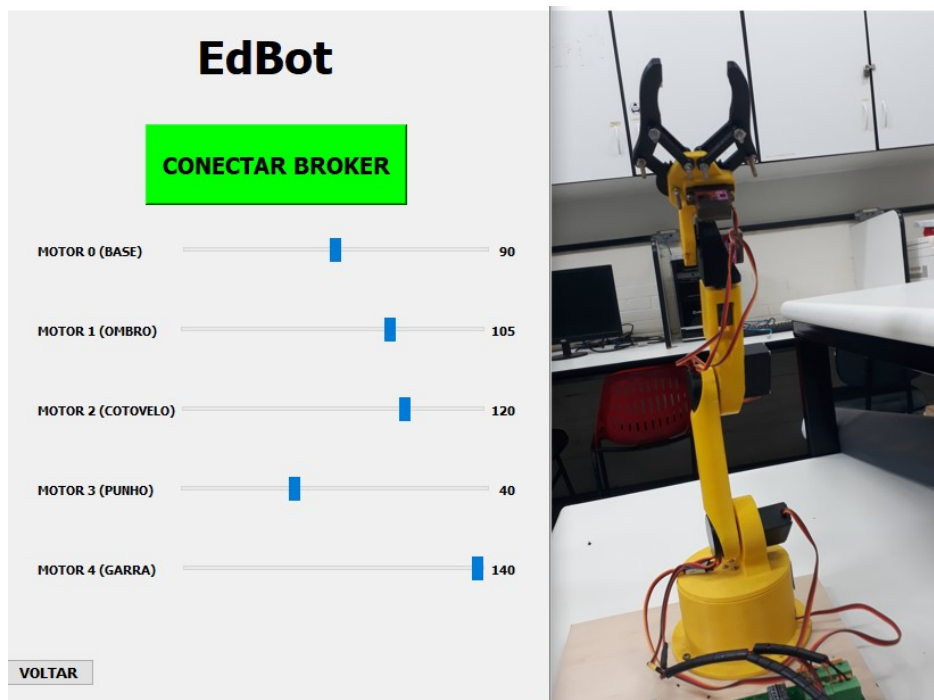 EdBot
CONECTAR BROKER
MOTOR 0 (BASE) 90
MOTOR 1 (OMBRO) 105
MOTOR 2 (COTOVELO) 120
MOTOR 3 (PUNHO) 40
MOTOR 4 (GARRA) 140
VOLTAR